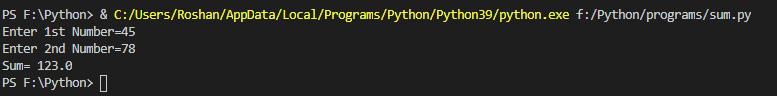 PS F:\Python> & C:/Users/Roshan/AppData/Local/Programs/Python/Python39/python.exe f:/Python/programs/sum.py
Enter 1st Number=45
Enter 2nd Number=78
Sum= 123.0
PS F:\Python>